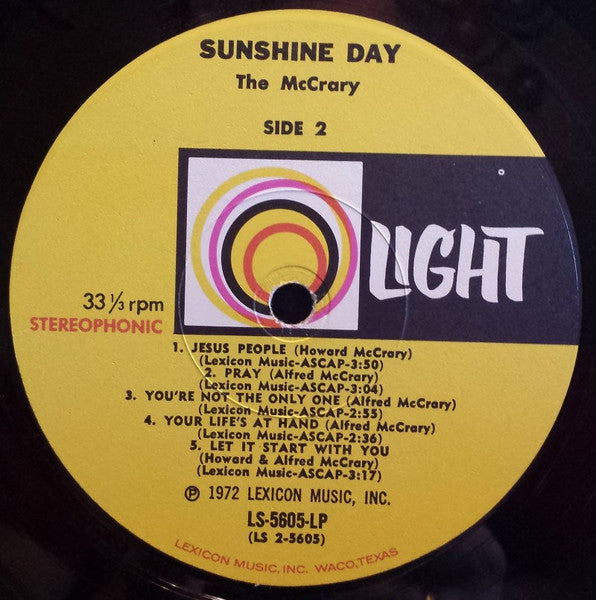 SUNSHINE DAY
The McCrary
SIDE 2
LIGHT
33 ⅓ rpm
STEREOPHONIC
1. JESUS PEOPLE (Howard McCrary)
(Lexicon Music-ASCAP-3:50)
2. PRAY (Alfred McCrary)
(Lexicon Music-ASCAP-3:04)
3. YOU'RE NOT THE ONLY ONE (Alfred McCrary)
(Lexicon Music-ASCAP-2:55)
4. YOUR LIFE'S AT HAND (Alfred McCrary)
(Lexicon Music-ASCAP-2:36)
5. LET IT START WITH YOU
(Howard & Alfred McCrary)
(Lexicon Music-ASCAP-3:17)
℗ 1972 LEXICON MUSIC, INC.
LS-5605-LP
(LS 2-5605)
LEXICON MUSIC, INC. WACO, TEXAS